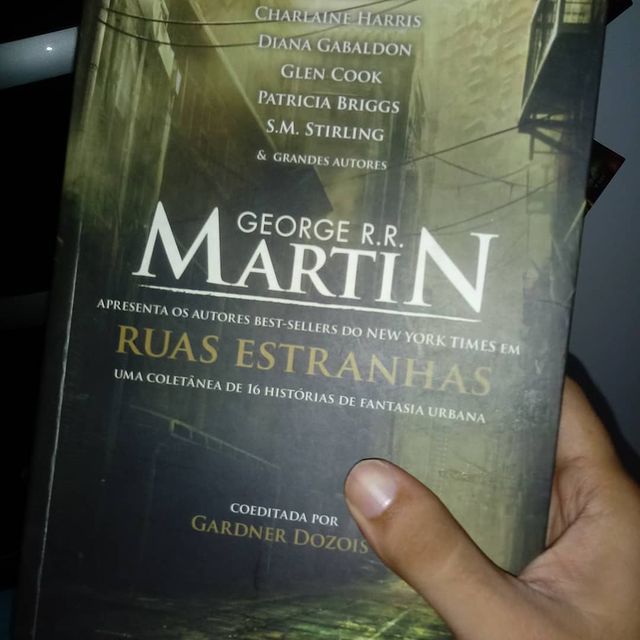 CHARLAINE HARRIS
DIANA GABALDON
GLEN COOK
PATRICIA BRIGGS
S.M. STIRLING
& GRANDES AUTORES
GEORGE R.R.
MARTIN
APRESENTA OS AUTORES BEST-SELLERS DO NEW YORK TIMES EM
RUAS ESTRANHAS
UMA COLETÂNEA DE 16 HISTÓRIAS DE FANTASIA URBANA
COEDITADA POR
GARDNER DOZOIS